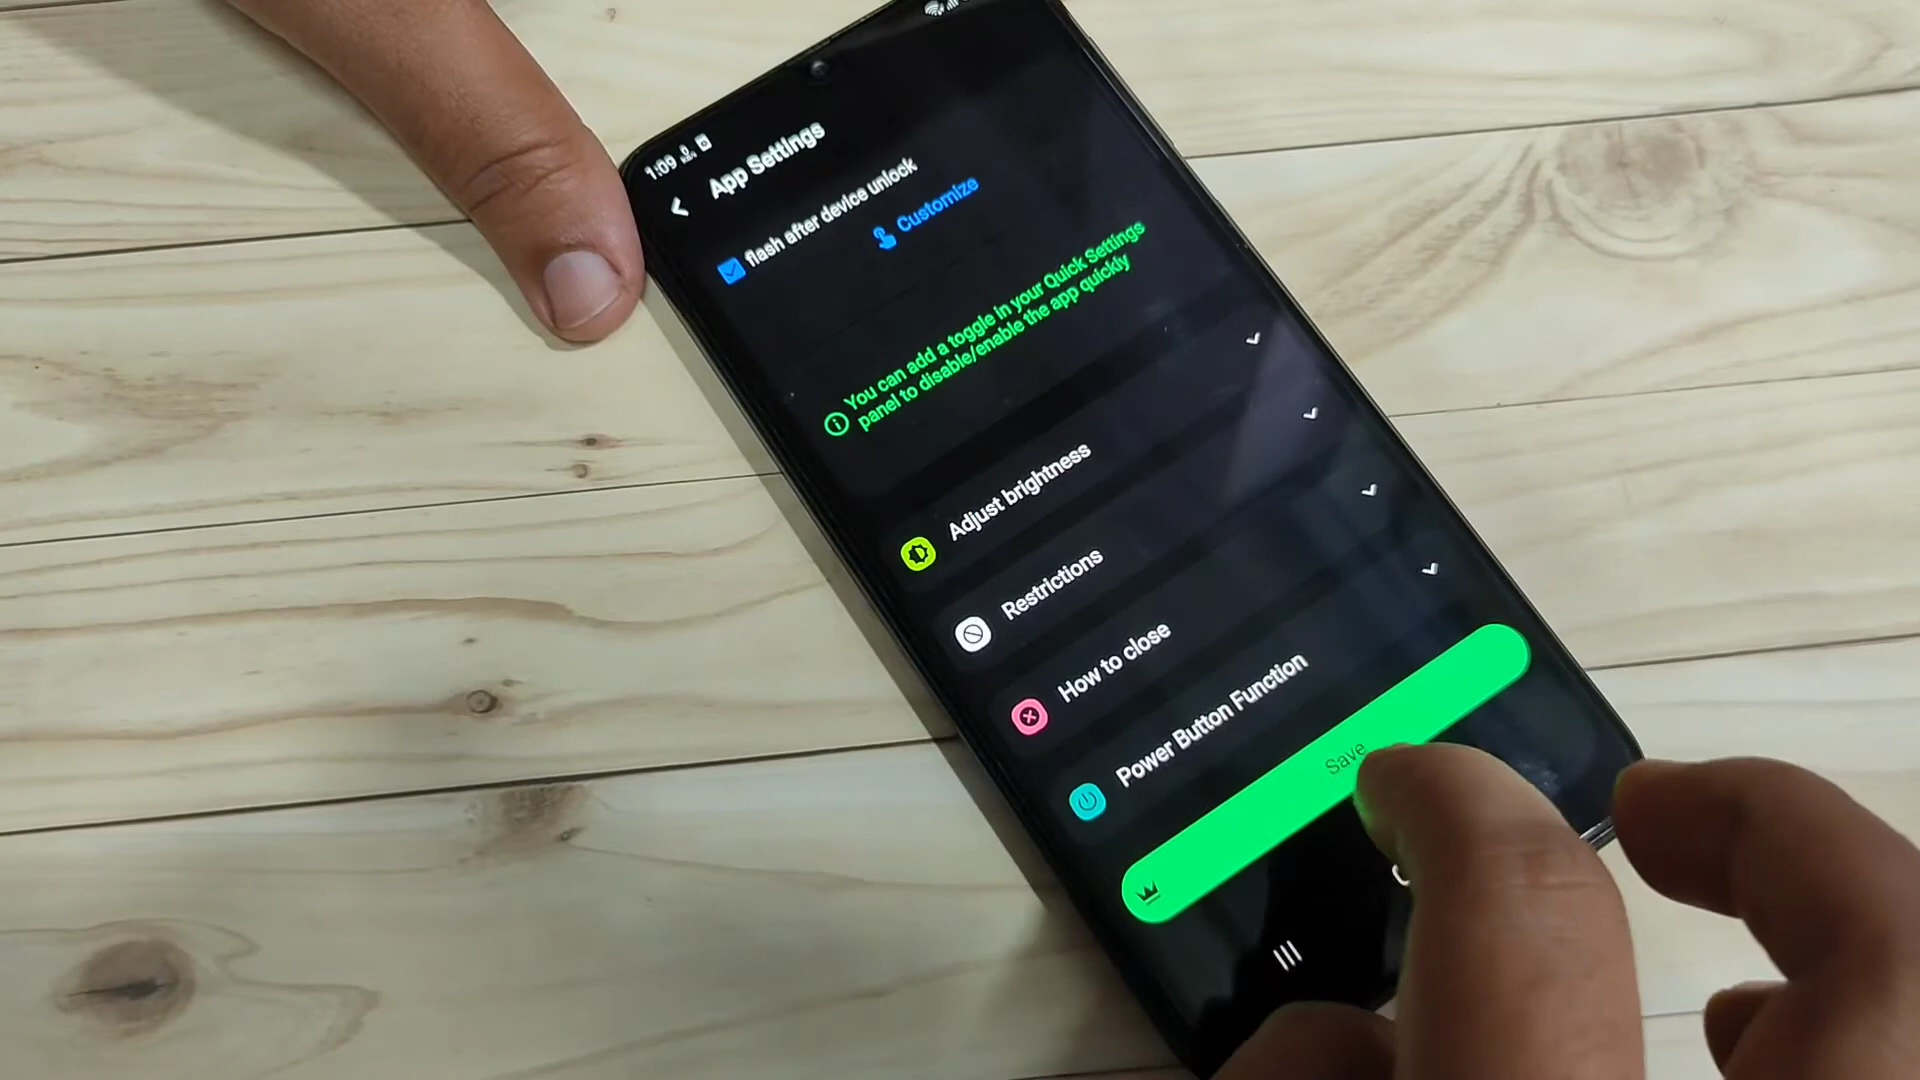 1:09
App Settings
flash after device unlock
Customize
You can add a toggle in your Quick Settings
panel to disable/enable the app quickly
Adjust brightness
Restrictions
How to close
Power Button Function
Save